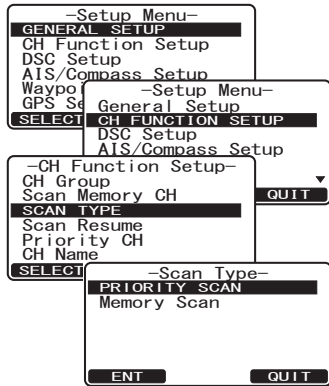 -Setup Menu-
GENERAL SETUP
CH Function Setup
DSC Setup
AIS/Compass Setup
SELECT
-Setup Menu-
General Setup
CH FUNCTION SETUP
DSC Setup
AIS/Compass Setup
QUIT
-CH Function Setup-
CH Group
Scan Memory CH
SCAN TYPE
Scan Resume
Priority CH
CH Name
SELECT
-Scan Type-
PRIORITY SCAN
Memory Scan
ENT QUIT